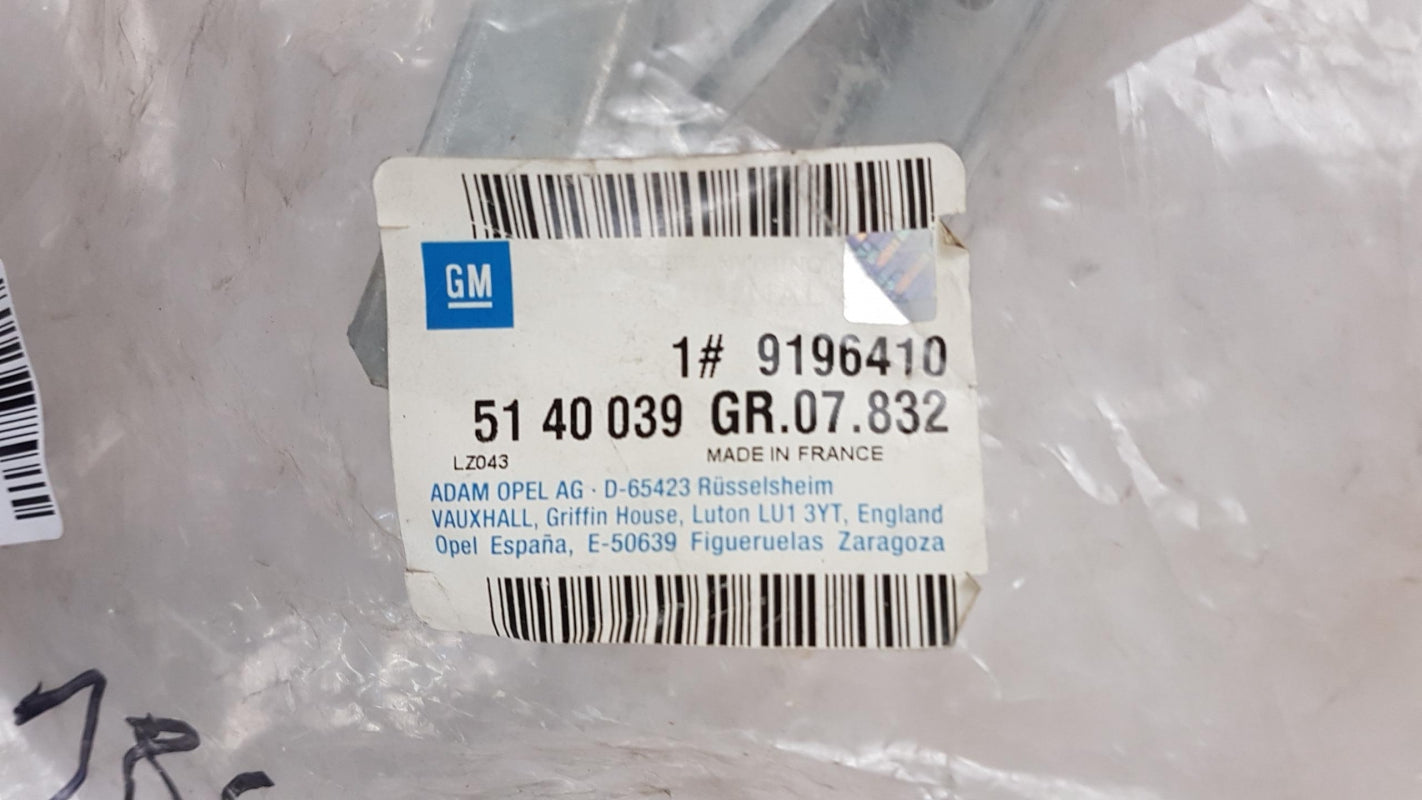 GM
1# 9196410
51 40 039 GR.07.832
LZ043 MADE IN FRANCE
ADAM OPEL AG · D-65423 Rüsselsheim
VAUXHALL, Griffin House, Luton LU1 3YT, England
Opel España, E-50639 Figueruelas Zaragoza